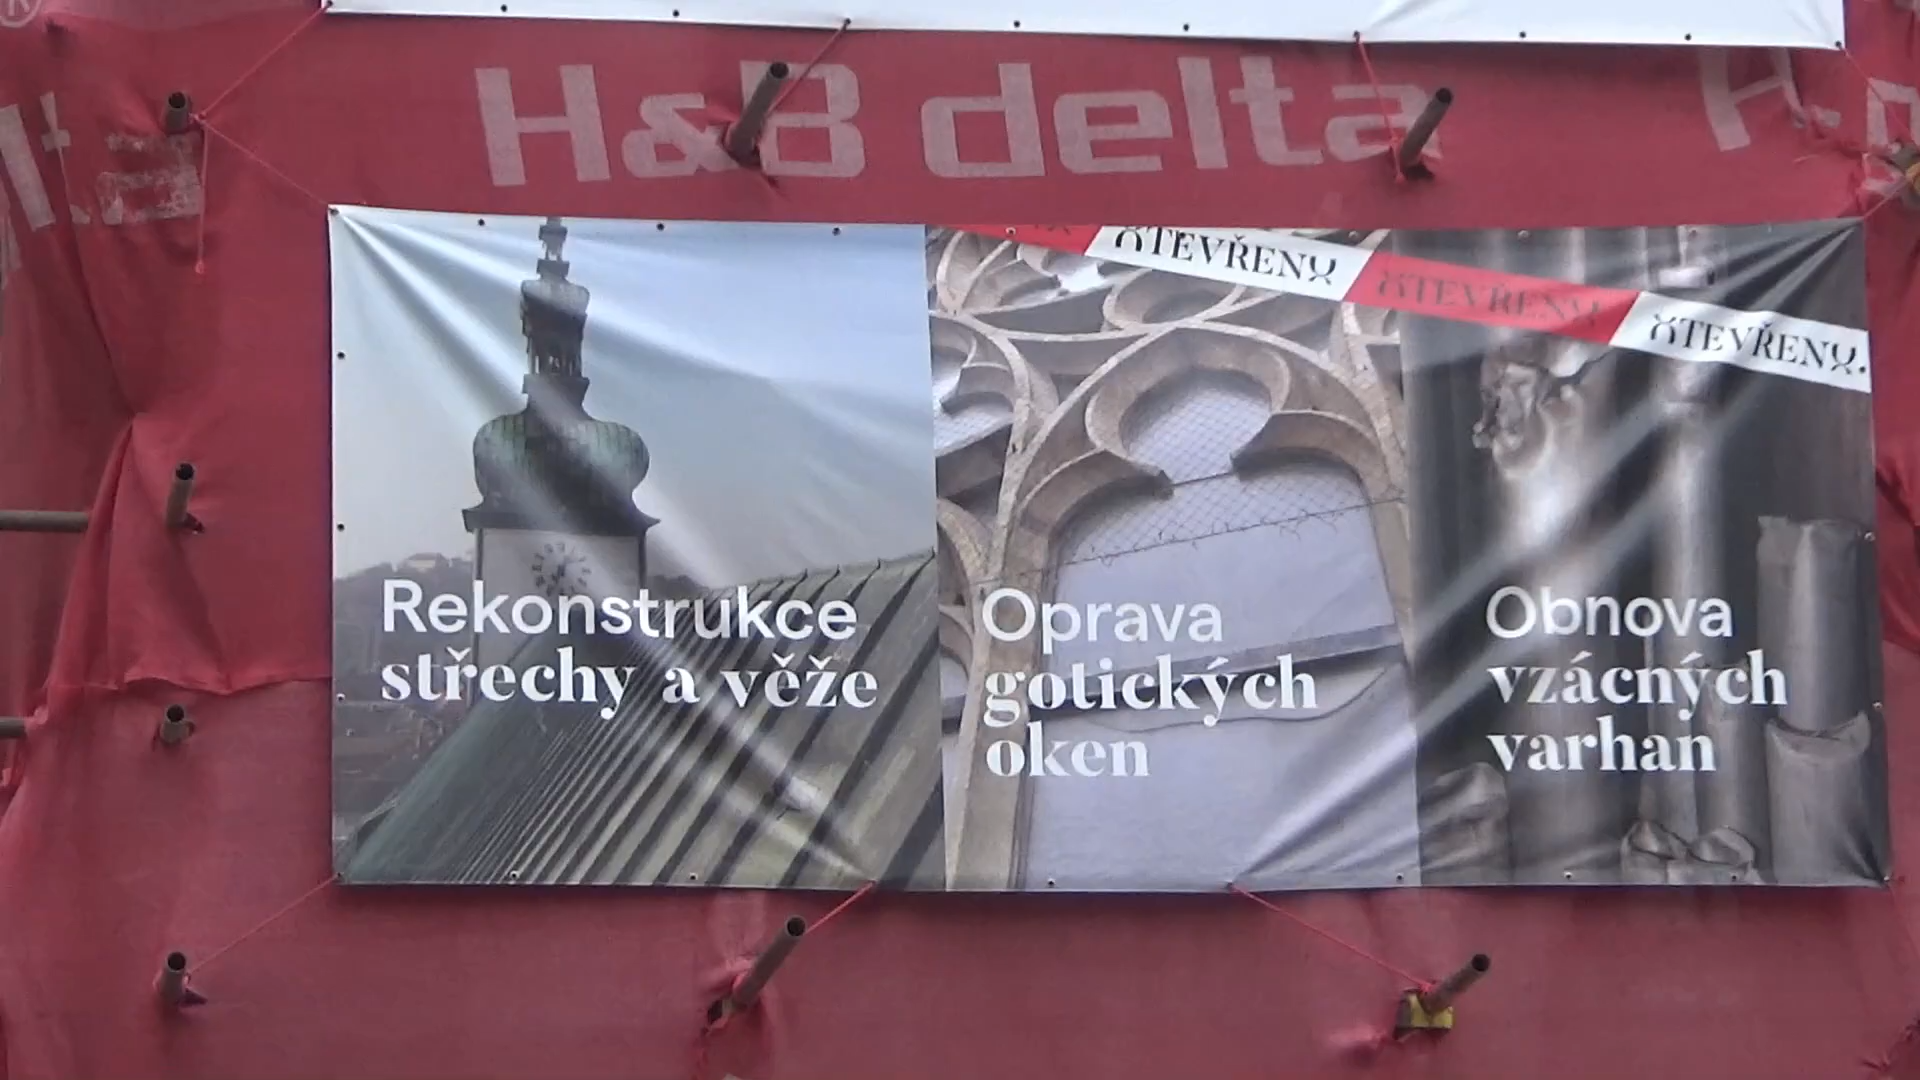 H&B delta
OTEVŘENO
OTEVŘENO
OTEVŘENO
Rekonstrukce
střechy a věže
Oprava
gotických
oken
Obnova
vzácných
varhan